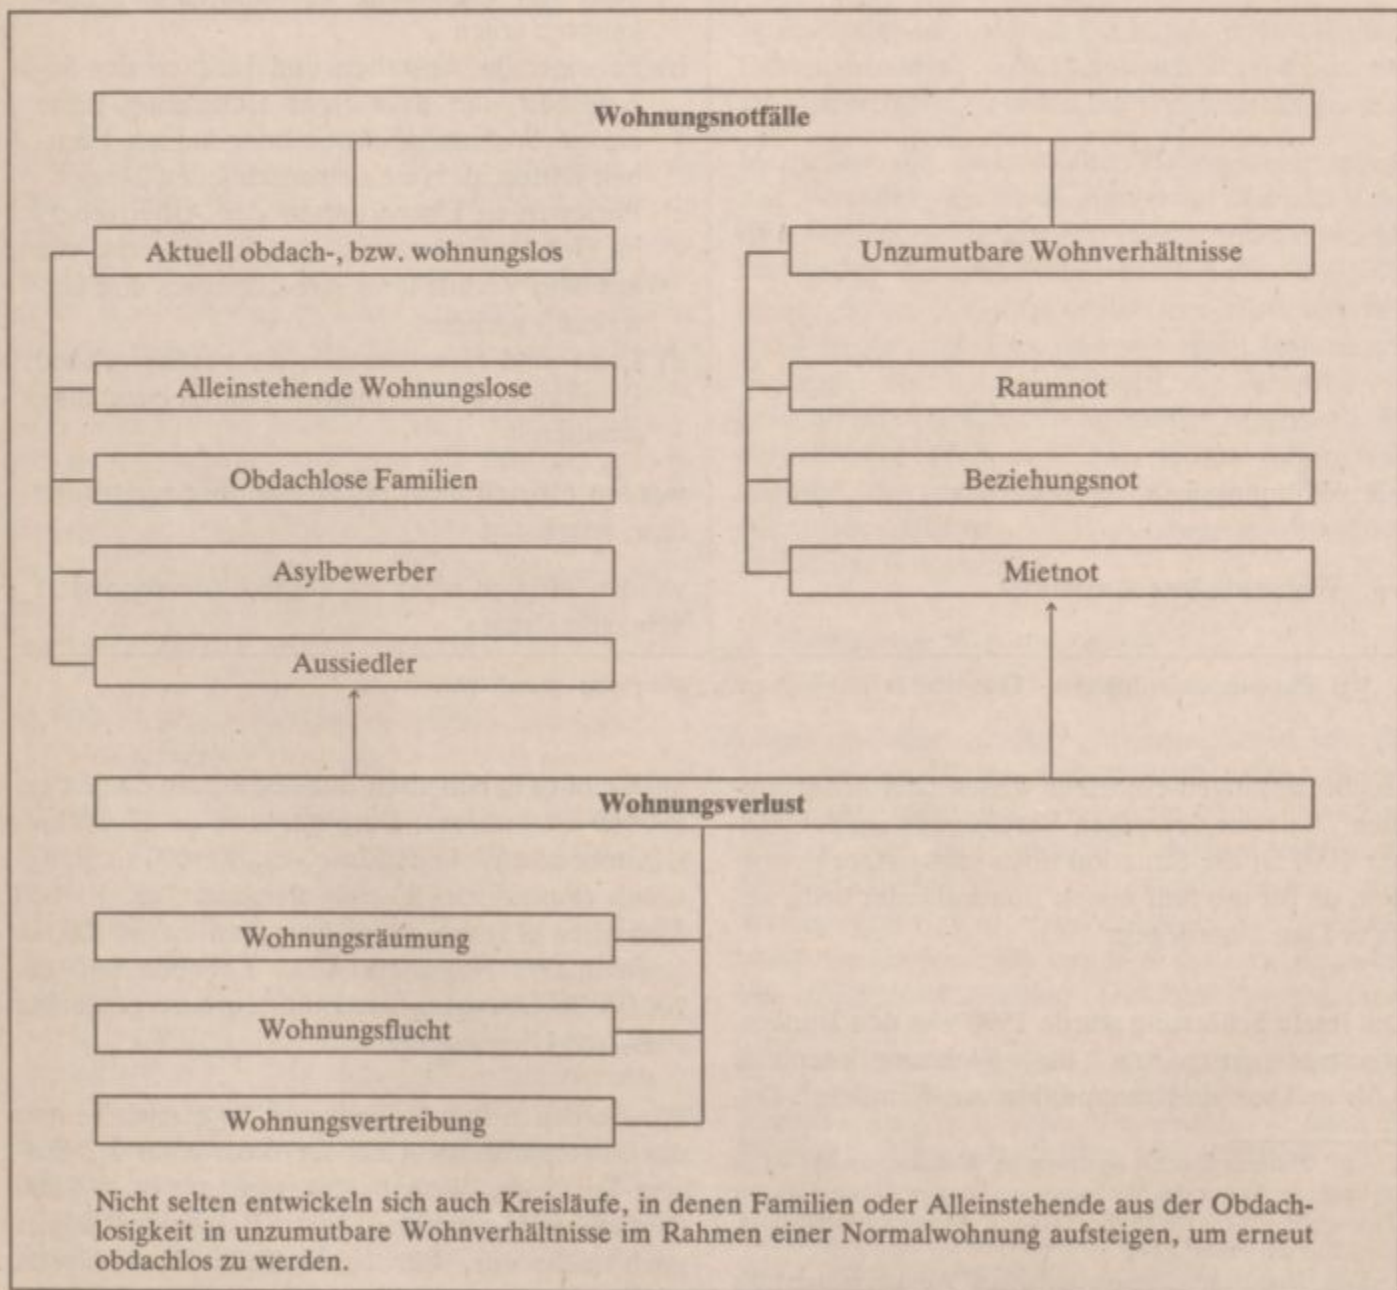 Wohnungsnotfälle
Aktuell obdach-, bzw. wohnungslos
Alleinstehende Wohnungslose
Obdachlose Familien
Asylbewerber
Aussiedler
Unzumutbare Wohnverhältnisse
Raumnot
Beziehungsnot
Mietnot
Wohnungsverlust
Wohnungsräumung
Wohnungsflucht
Wohnungsvertreibung
Nicht selten entwickeln sich auch Kreisläufe, in denen Familien oder Alleinstehende aus der Obdach-
losigkeit in unzumutbare Wohnverhältnisse im Rahmen einer Normalwohnung aufsteigen, um erneut
obdachlos zu werden.